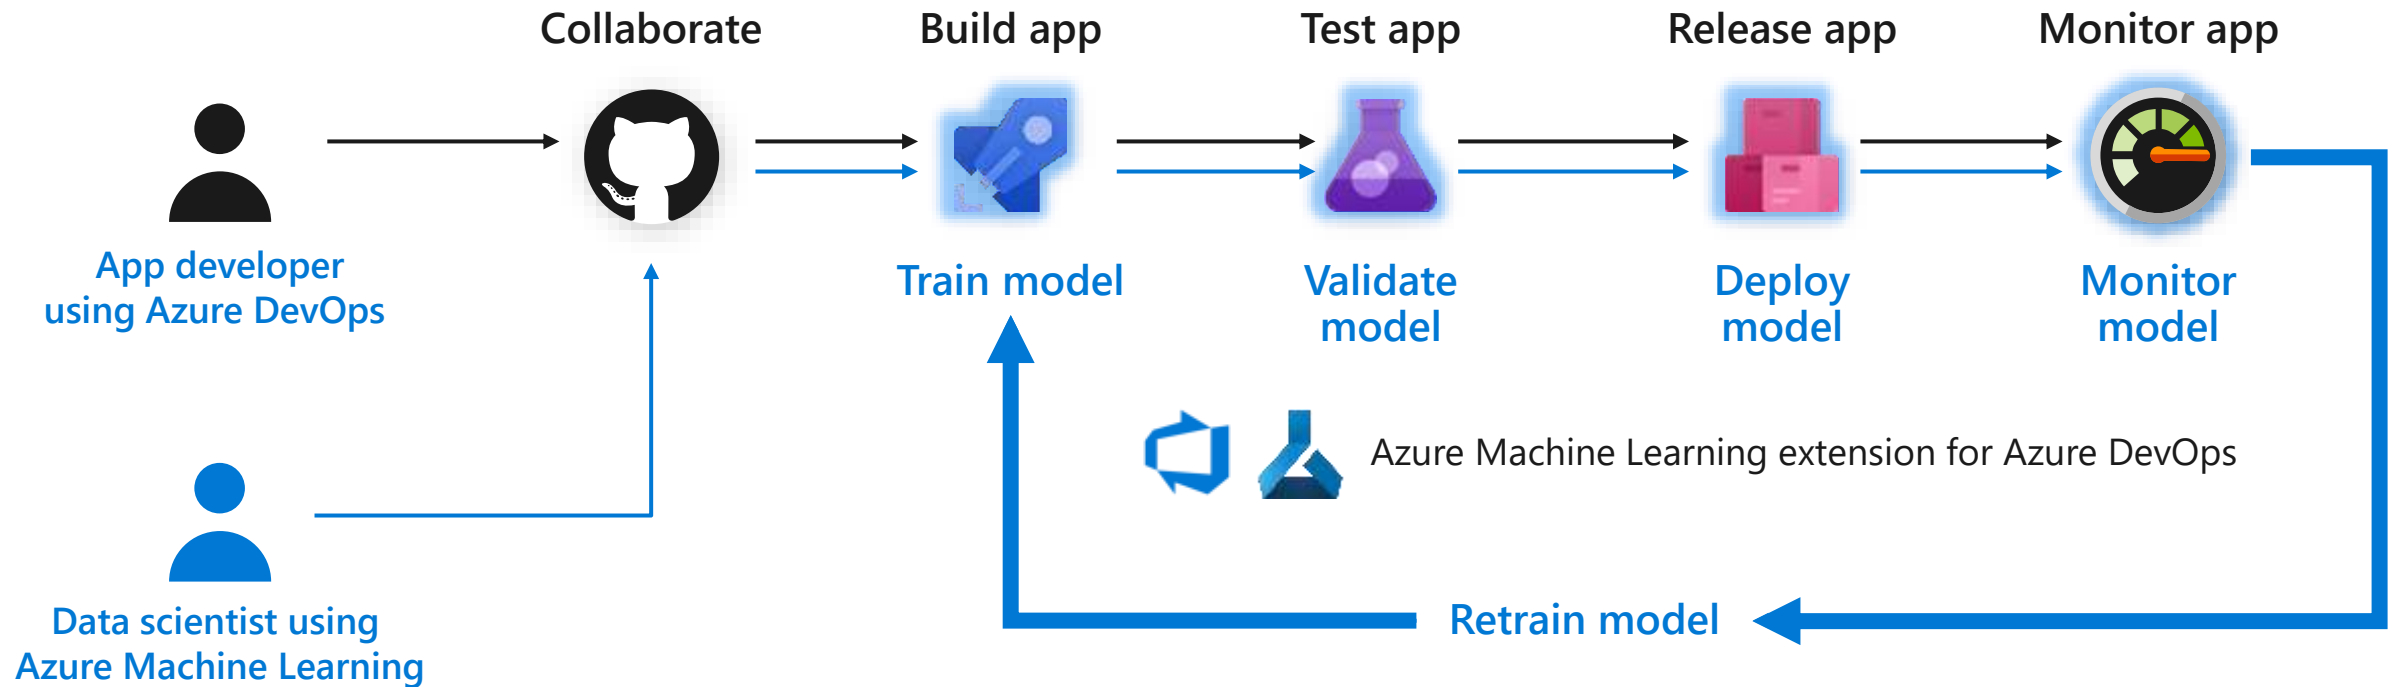 Collaborate
Build app
Test app
Release app
Monitor app
App developer
using Azure DevOps
Train model
Validate
model
Deploy
model
Monitor
model
Azure Machine Learning extension for Azure DevOps
Data scientist using
Azure Machine Learning
Retrain model